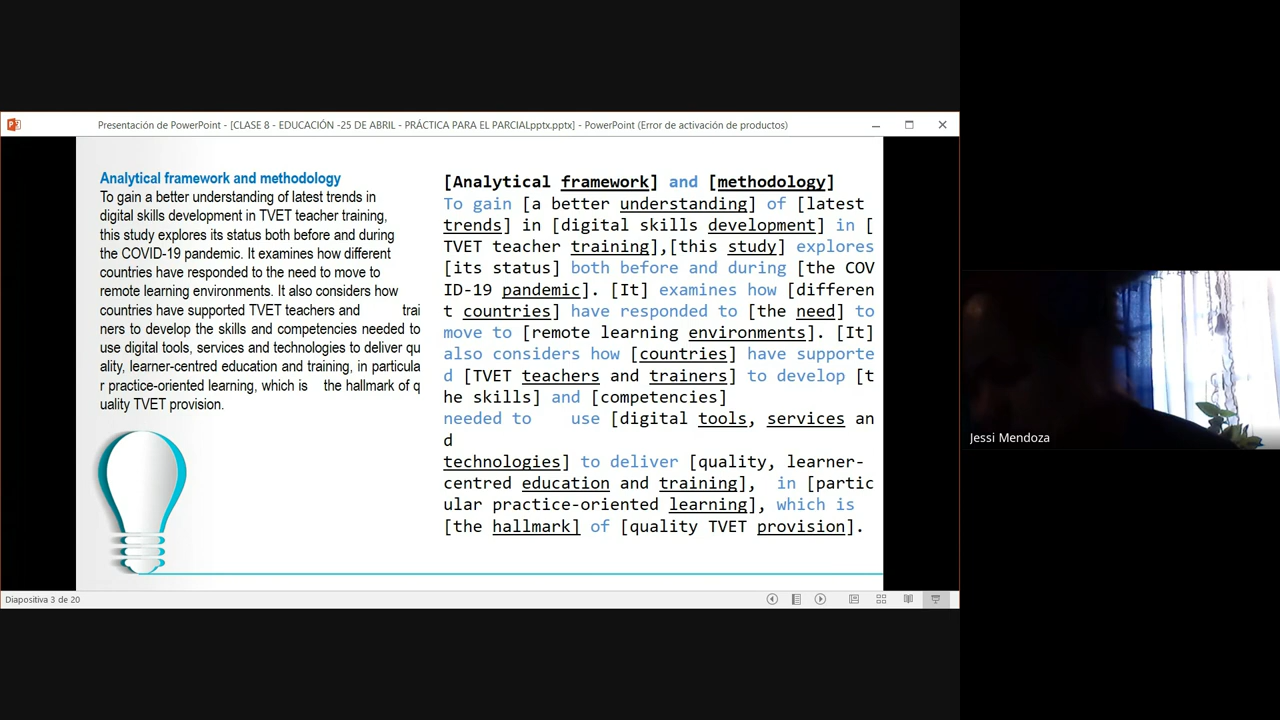 Presentación de PowerPoint - [CLASE 8 - EDUCACIÓN -25 DE ABRIL - PRÁCTICA PARA EL PARCIALpptx.pptx] - PowerPoint (Error de activación de productos)
Analytical framework and methodology
To gain a better understanding of latest trends in
digital skills development in TVET teacher training,
this study explores its status both before and during
the COVID-19 pandemic. It examines how different
countries have responded to the need to move to
remote learning environments. It also considers how
countries have supported TVET teachers and trai
ners to develop the skills and competencies needed to
use digital tools, services and technologies to deliver qu
ality, learner-centred education and training, in particula
r practice-oriented learning, which is the hallmark of q
uality TVET provision.
[Analytical framework] and [methodology]
To gain [a better understanding] of [latest
trends] in [digital skills development] in [
TVET teacher training],[this study] explores
[its status] both before and during [the COV
ID-19 pandemic]. [It] examines how [differen
t countries] have responded to [the need] to
move to [remote learning environments]. [It]
also considers how [countries] have supporte
d [TVET teachers and trainers] to develop [t
he skills] and [competencies]
needed to use [digital tools, services an
d
technologies] to deliver [quality, learner-
centred education and training], in [partic
ular practice-oriented learning], which is
[the hallmark] of [quality TVET provision].
Diapositiva 3 de 20
Jessi Mendoza